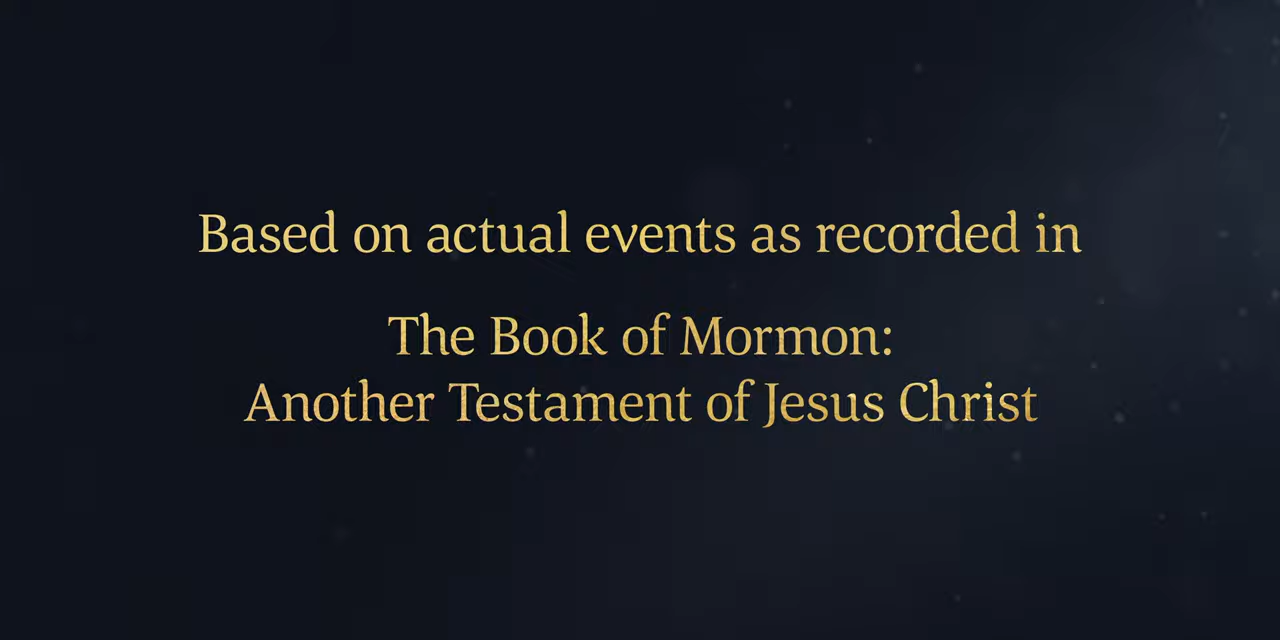 Based on actual events as recorded in
The Book of Mormon:
Another Testament of Jesus Christ